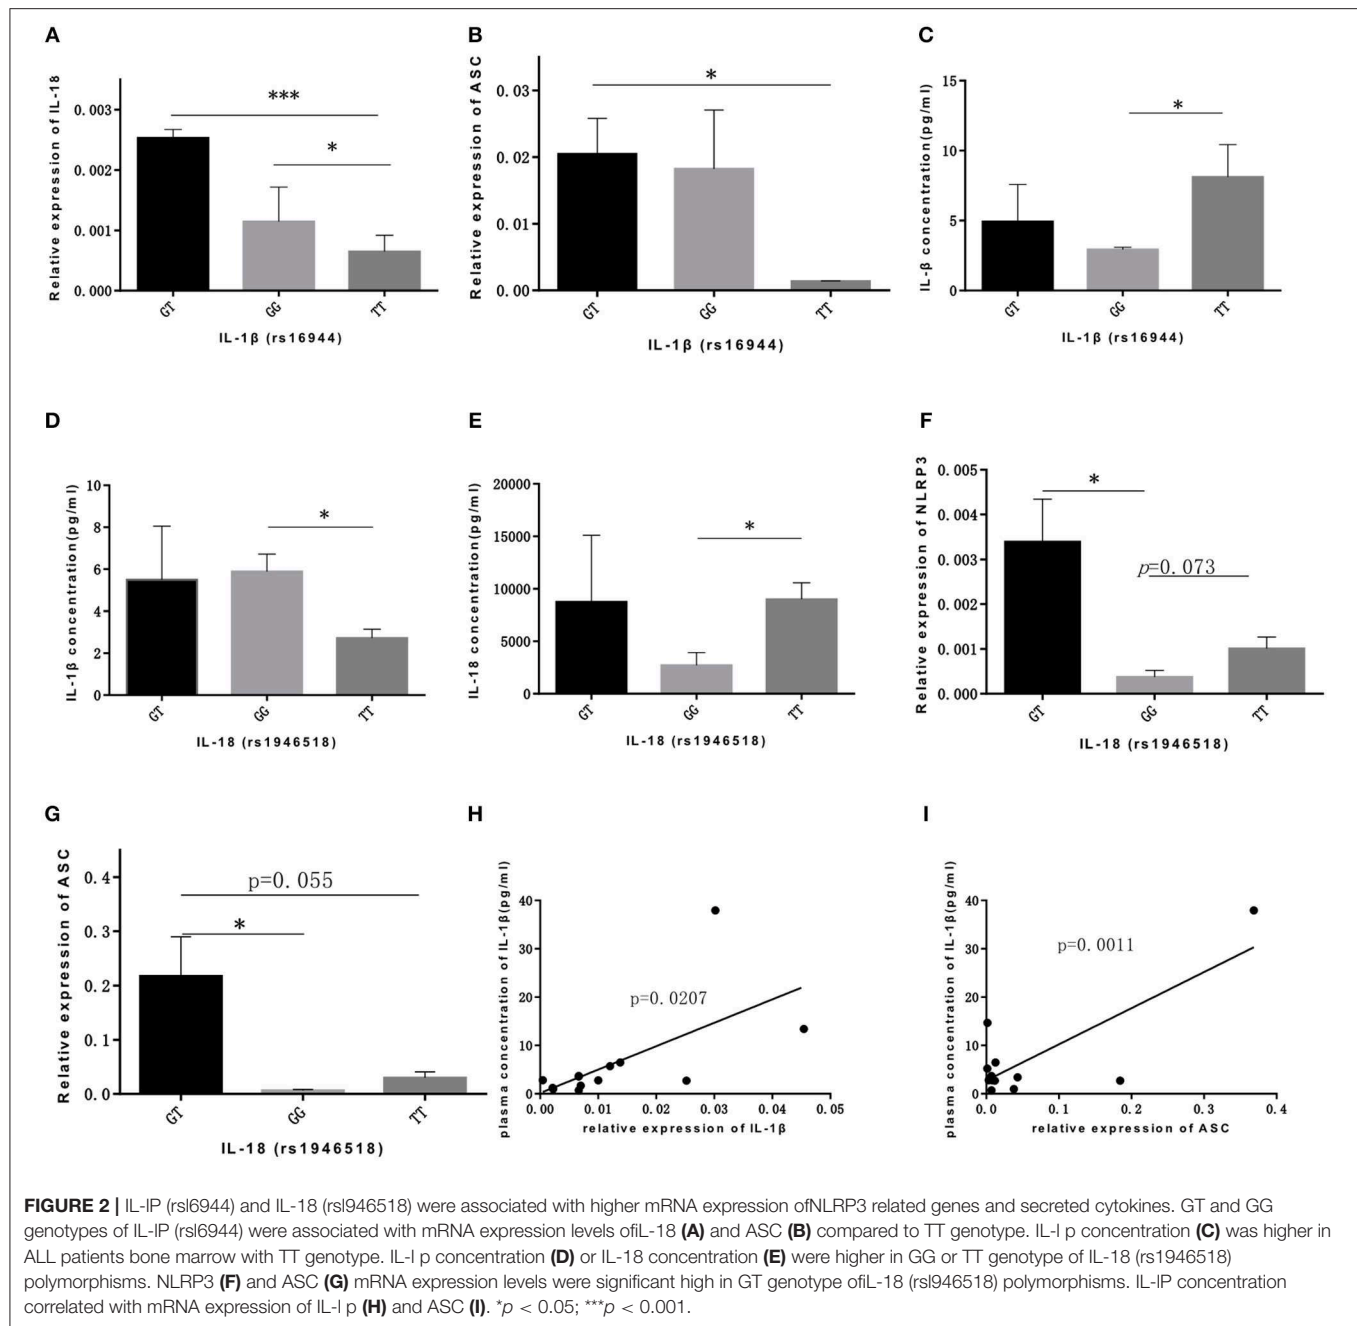 A
Relative expression of IL-18
0.003
0.002
0.001
0.000
***
*
GT
GG
TT
IL-1β (rs16944)
B
Relative expression of ASC
0.03
0.02
0.01
0.00
*
GT
GG
TT
IL-1β (rs16944)
C
IL-β concentration(pg/ml)
15
10
5
0
*
GT
GG
TT
IL-1β (rs16944)
D
IL-1β concentration(pg/ml)
10
8
6
4
2
0
*
GT
GG
TT
IL-18 (rs1946518)
E
IL-18 concentration(pg/ml)
20000
15000
10000
5000
0
*
GT
GG
TT
IL-18 (rs1946518)
F
Relative expression of NLRP3
0.005
0.004
0.003
0.002
0.001
0.000
*
p=0.073
GT
GG
TT
IL-18 (rs1946518)
G
Relative expression of ASC
0.4
0.3
0.2
0.1
0.0
p=0.055
*
GT
GG
TT
IL-18 (rs1946518)
H
plasma concentration of IL-1β(pg/ml)
40
30
20
10
0
p=0.0207
0.00 0.01 0.02 0.03 0.04 0.05
relative expression of IL-1β
I
plasma concentration of IL-1β(pg/ml)
40
30
20
10
0
p=0.0011
0.0 0.1 0.2 0.3 0.4
relative expression of ASC
FIGURE 2 | IL-IP (rsl6944) and IL-18 (rsl946518) were associated with higher mRNA expression ofNLRP3 related genes and secreted cytokines. GT and GG
genotypes of IL-IP (rsl6944) were associated with mRNA expression levels ofiL-18 (A) and ASC (B) compared to TT genotype. IL-l p concentration (C) was higher in
ALL patients bone marrow with TT genotype. IL-l p concentration (D) or IL-18 concentration (E) were higher in GG or TT genotype of IL-18 (rs1946518)
polymorphisms. NLRP3 (F) and ASC (G) mRNA expression levels were significant high in GT genotype ofiL-18 (rsl946518) polymorphisms. IL-IP concentration
correlated with mRNA expression of IL-l p (H) and ASC (I). *p < 0.05; ***p < 0.001.